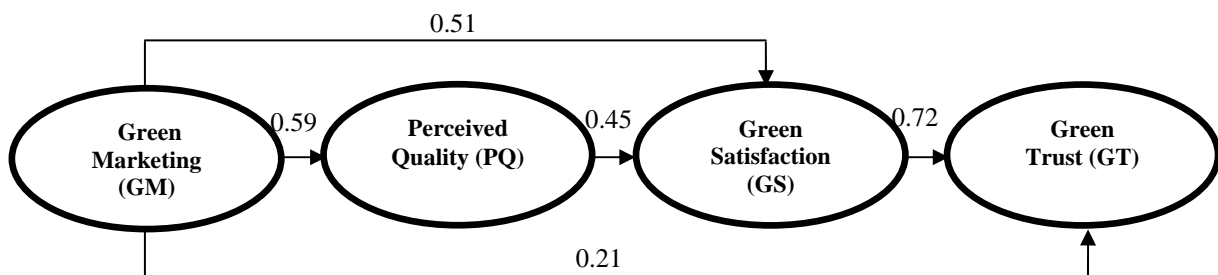 0.51
Green
Marketing
(GM)
0.59
Perceived
Quality (PQ)
0.45
Green
Satisfaction
(GS)
0.72
Green
Trust (GT)
0.21